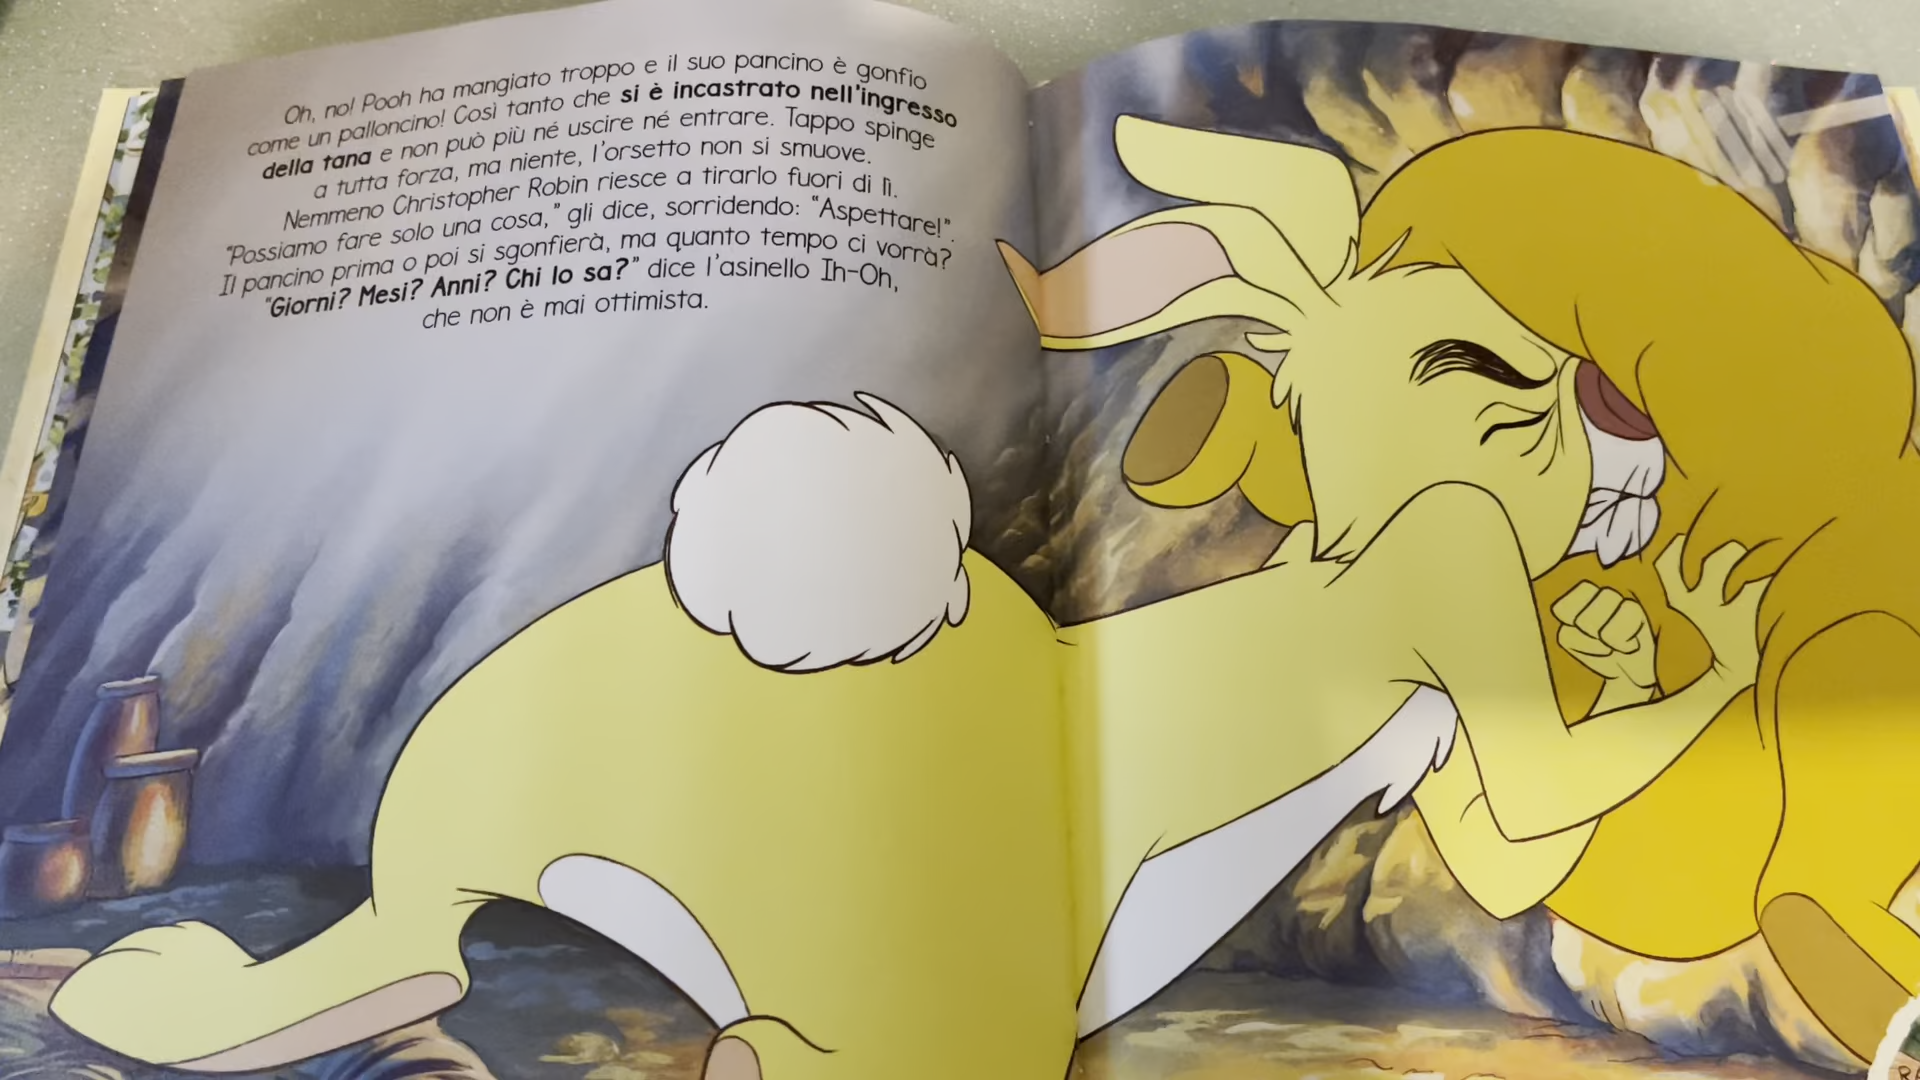 Oh, no! Pooh ha mangiato troppo e il suo pancino è gonfio
come un palloncino! Così tanto che si è incastrato nell'ingresso
della tana e non può più né uscire né entrare. Tappo spinge
a tutta forza, ma niente, l'orsetto non si smuove.
Nemmeno Christopher Robin riesce a tirarlo fuori di lì.
"Possiamo fare solo una cosa," gli dice, sorridendo: "Aspettare!".
Il pancino prima o poi si sgonfierà, ma quanto tempo ci vorrà?
"Giorni? Mesi? Anni? Chi lo sa?" dice l'asinello Ih-Oh,
che non è mai ottimista.